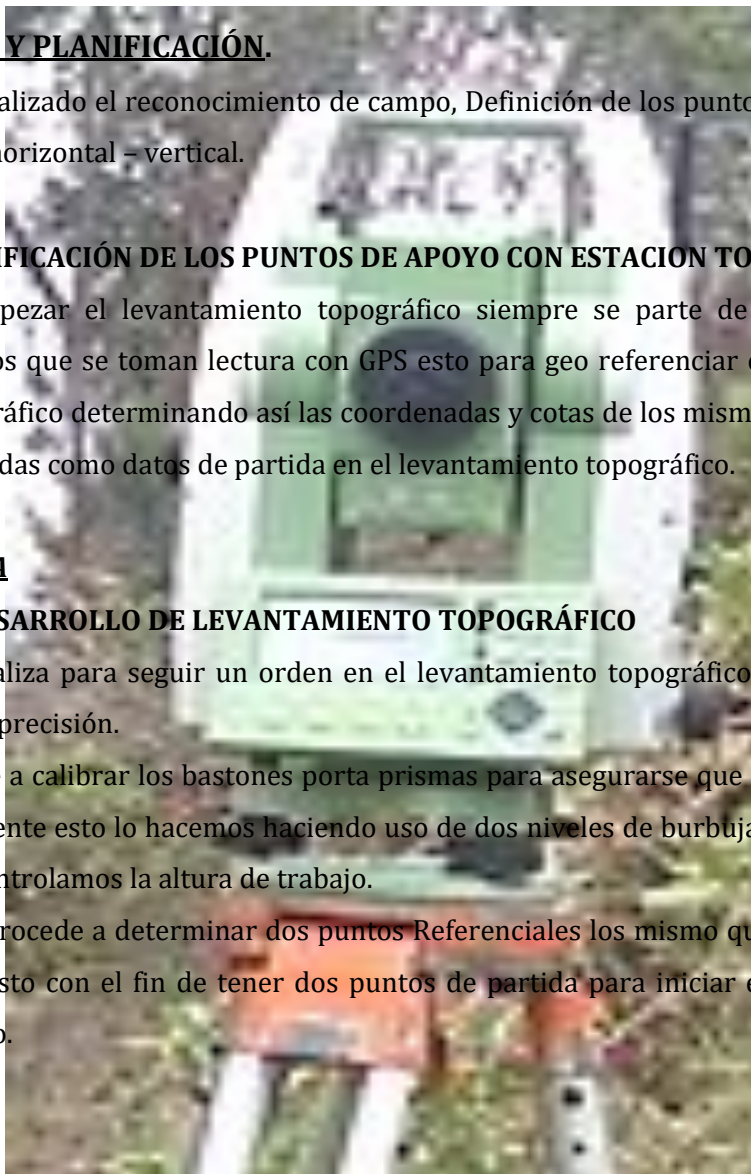 Y PLANIFICACIÓN.
alizado el reconocimiento de campo, Definición de los punto
horizontal – vertical.
IFICACIÓN DE LOS PUNTOS DE APOYO CON ESTACION TO
pezar el levantamiento topográfico siempre se parte de
os que se toman lectura con GPS esto para geo referenciar
ráfico determinando así las coordenadas y cotas de los mism
das como datos de partida en el levantamiento topográfico.
SARROLLO DE LEVANTAMIENTO TOPOGRÁFICO
aliza para seguir un orden en el levantamiento topográfico
precisión.
a calibrar los bastones porta prismas para asegurarse que
ente esto lo hacemos haciendo uso de dos niveles de burbuja
ntrolamos la altura de trabajo.
rocede a determinar dos puntos Referenciales los mismo qu
sto con el fin de tener dos puntos de partida para iniciar e
o.